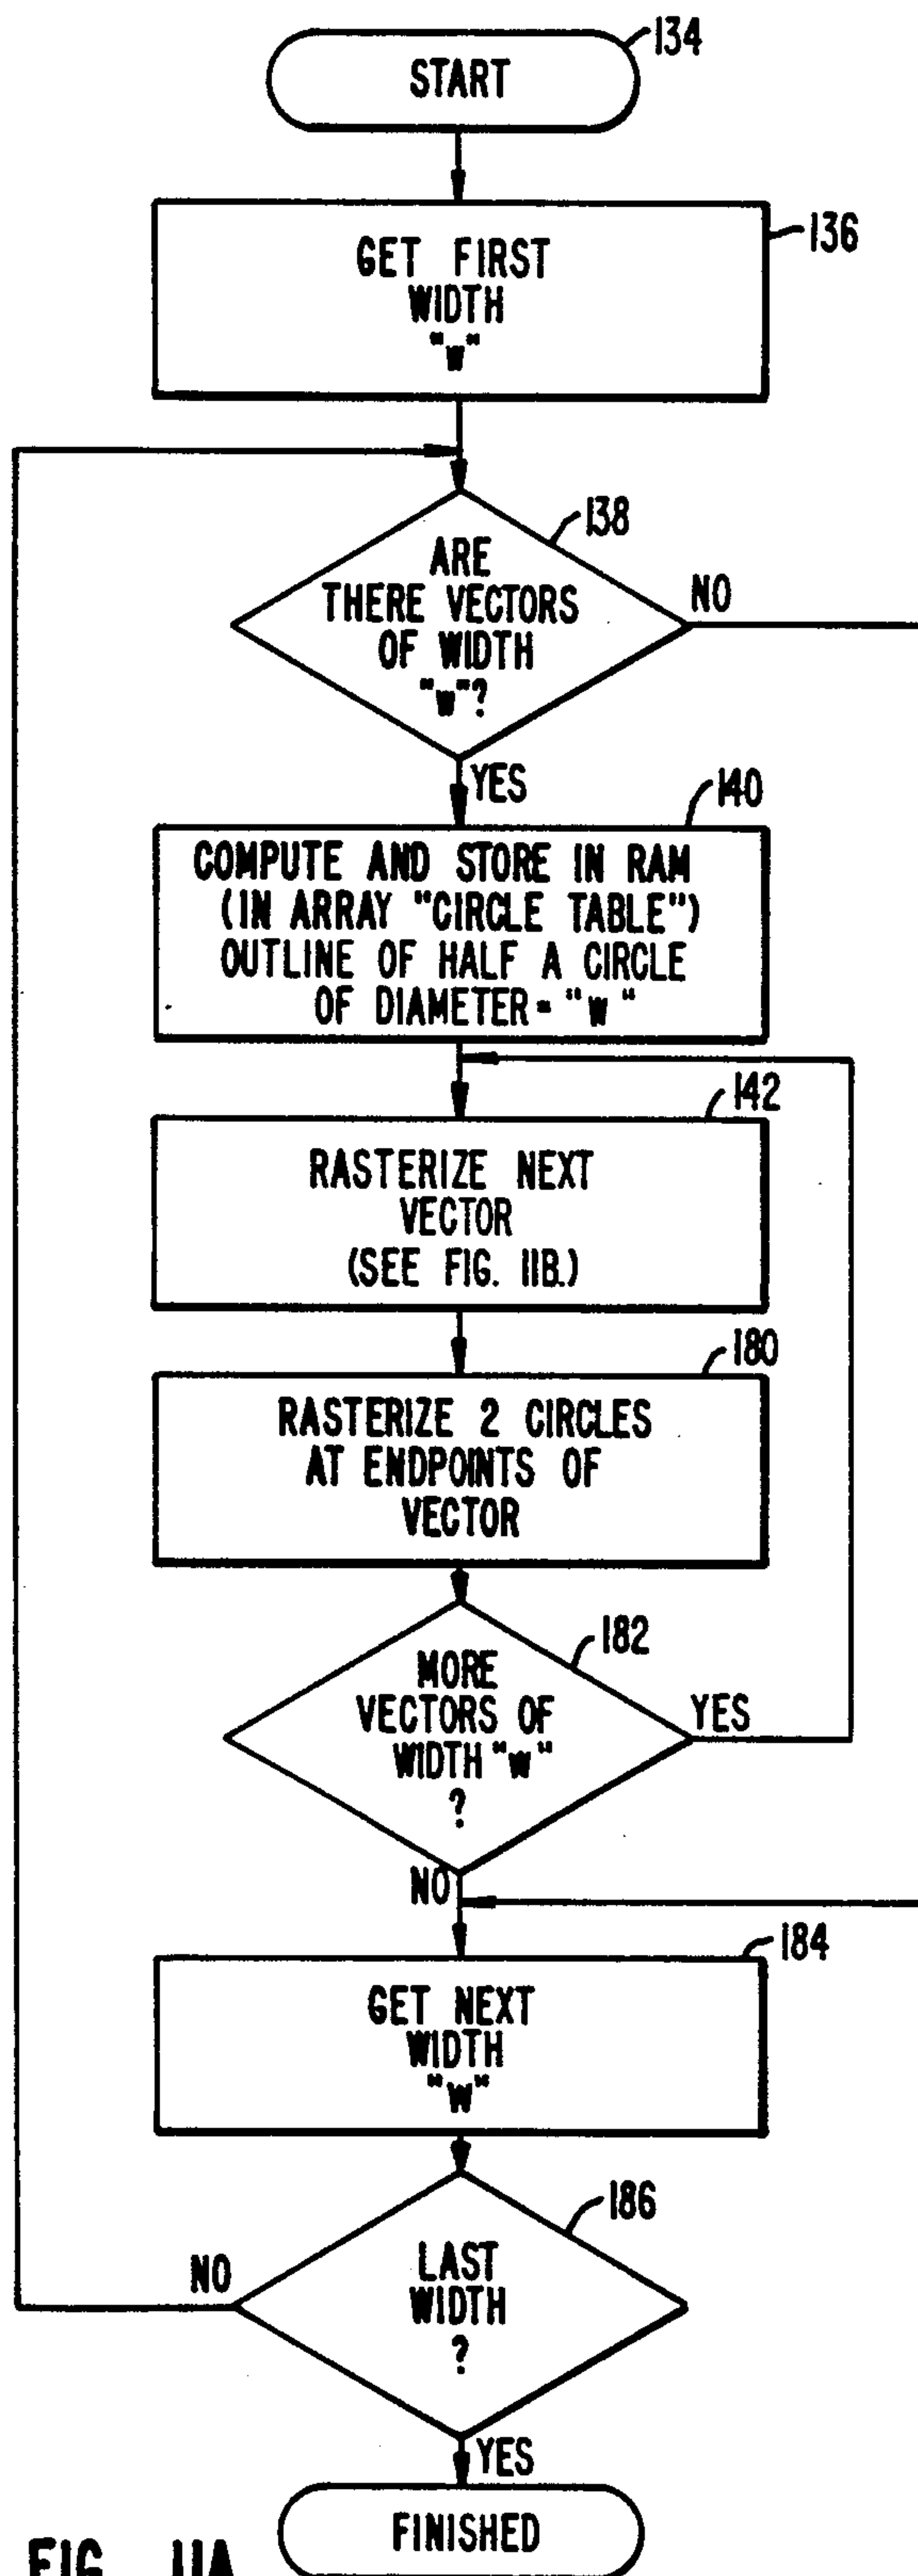 134
START
136
GET FIRST
WIDTH
"w"
138
ARE
THERE VECTORS
OF WIDTH
"w"?
NO
YES
140
COMPUTE AND STORE IN RAM
(IN ARRAY "CIRCLE TABLE")
OUTLINE OF HALF A CIRCLE
OF DIAMETER = "W"
142
RASTERIZE NEXT
VECTOR
(SEE FIG. 11B.)
180
RASTERIZE 2 CIRCLES
AT ENDPOINTS OF
VECTOR
182
MORE
VECTORS OF
WIDTH "w"
?
YES
NO
184
GET NEXT
WIDTH
"W"
186
LAST
WIDTH
?
NO
YES
FINISHED
FIG. 11A